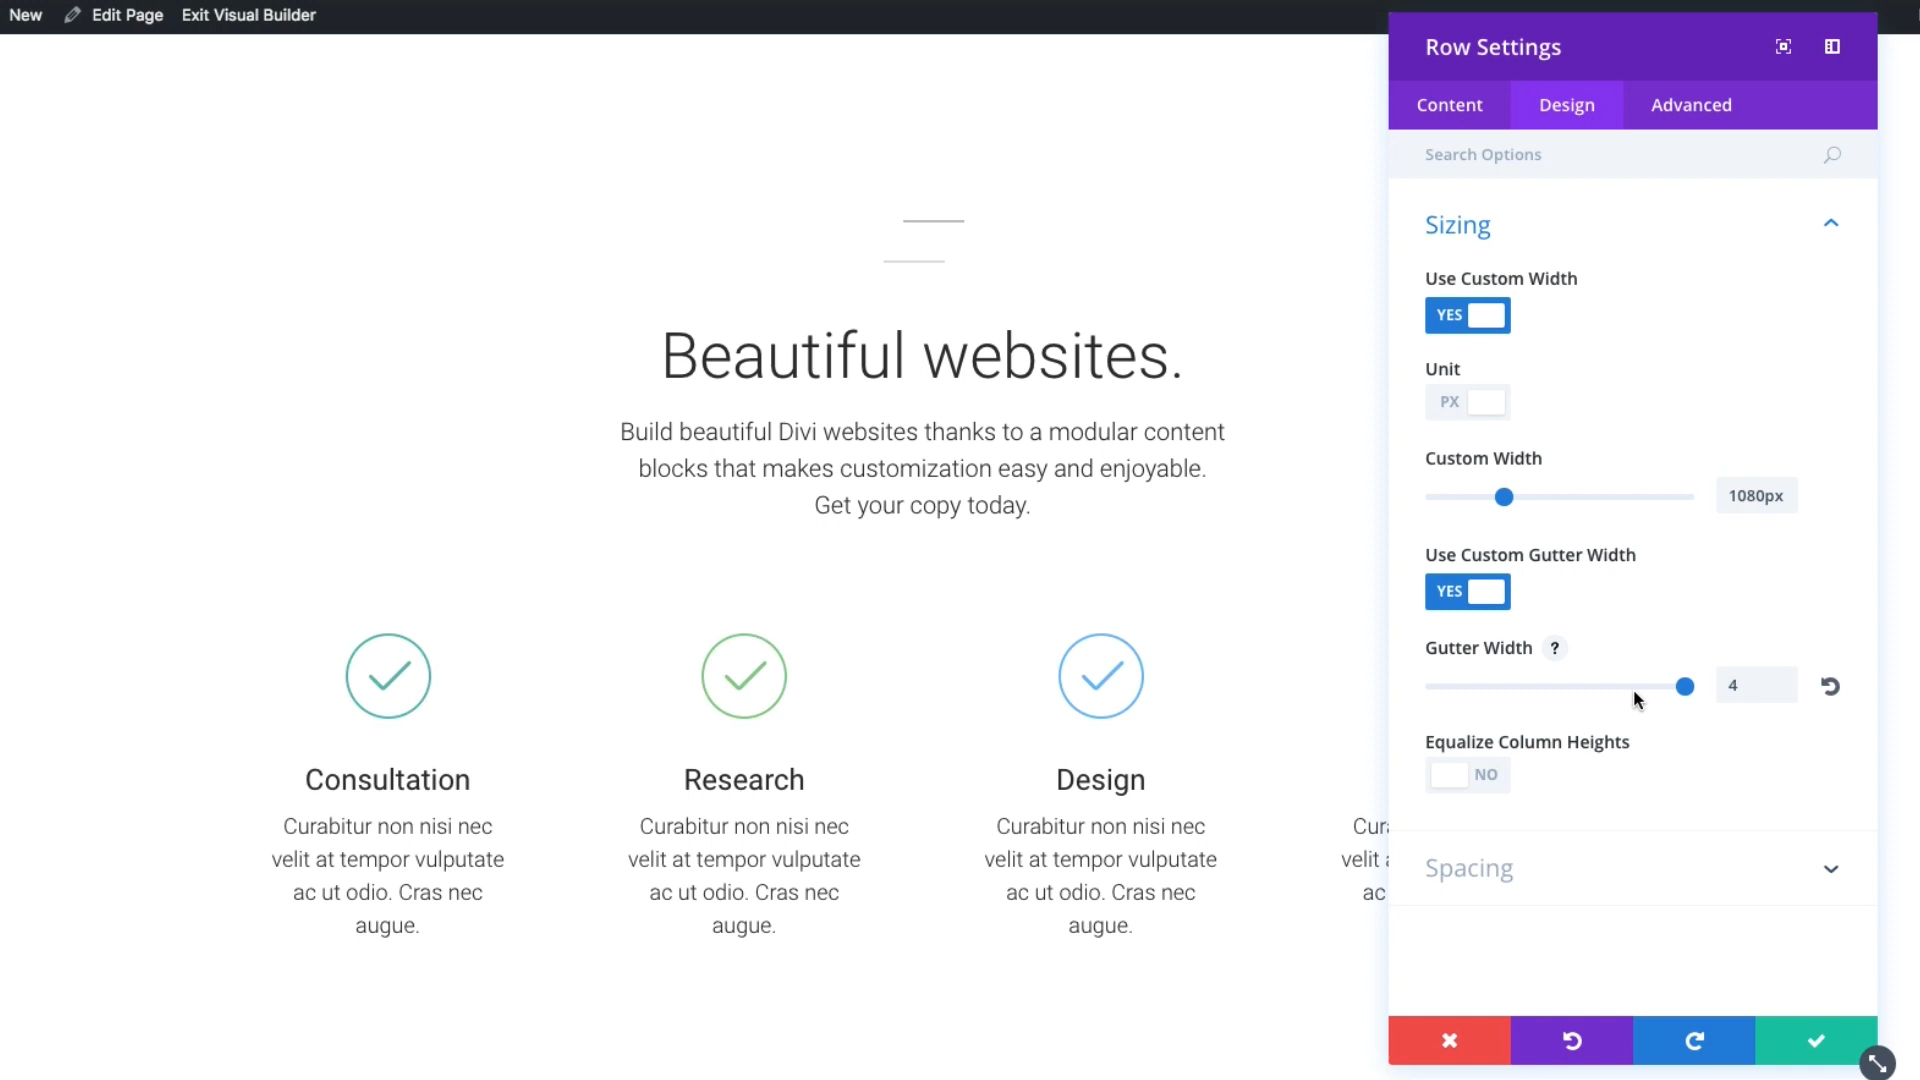 New Edit Page Exit Visual Builder
Row Settings
Content Design Advanced
Search Options
Sizing
Use Custom Width
YES
Unit
PX
Custom Width
1080px
Use Custom Gutter Width
YES
Gutter Width ?
4
Equalize Column Heights
NO
Spacing
Beautiful websites.
Build beautiful Divi websites thanks to a modular content
blocks that makes customization easy and enjoyable.
Get your copy today.
Consultation
Curabitur non nisi nec
velit at tempor vulputate
ac ut odio. Cras nec
augue.
Research
Curabitur non nisi nec
velit at tempor vulputate
ac ut odio. Cras nec
augue.
Design
Curabitur non nisi nec
velit at tempor vulputate
ac ut odio. Cras nec
augue.
velit
ac